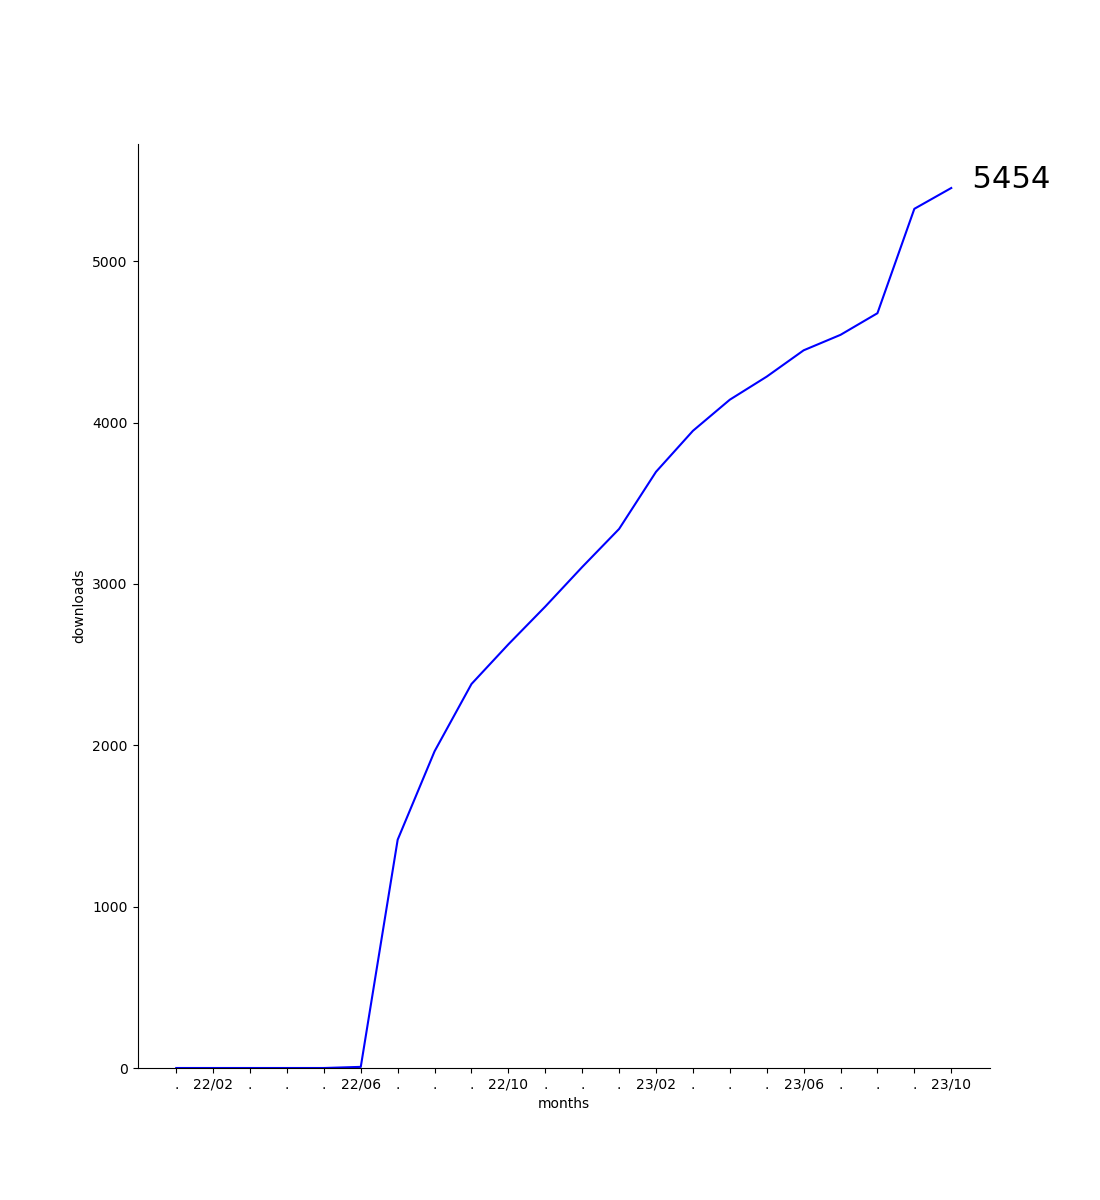 5454
5000
4000
3000
2000
1000
0
downloads
. 22/02 . . . 22/06 . . . 22/10 . . . 23/02 . . . 23/06 . . . 23/10
months